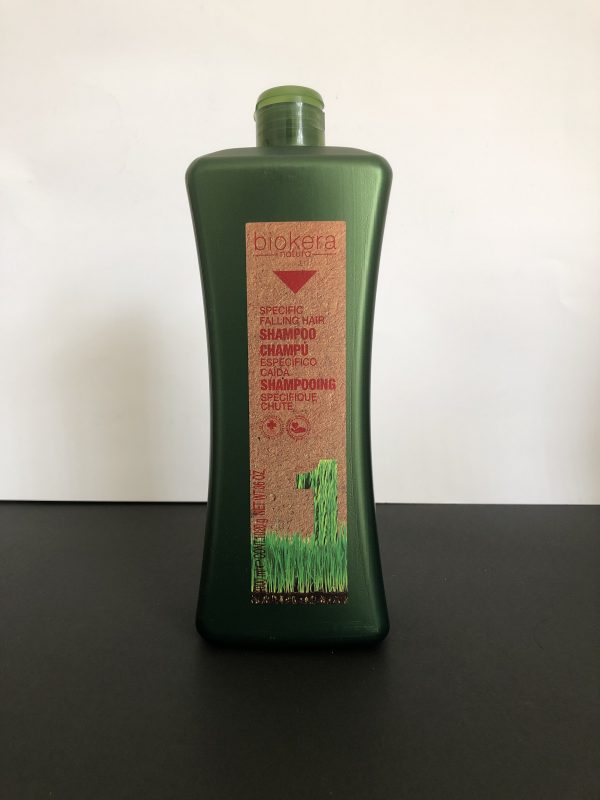 biokera
natura
SPECIFIC
FALLING HAIR
SHAMPOO
CHAMPÚ
ESPECÍFICO
CAÍDA
SHAMPOOING
SPÉCIFIQUE
CHUTE
1